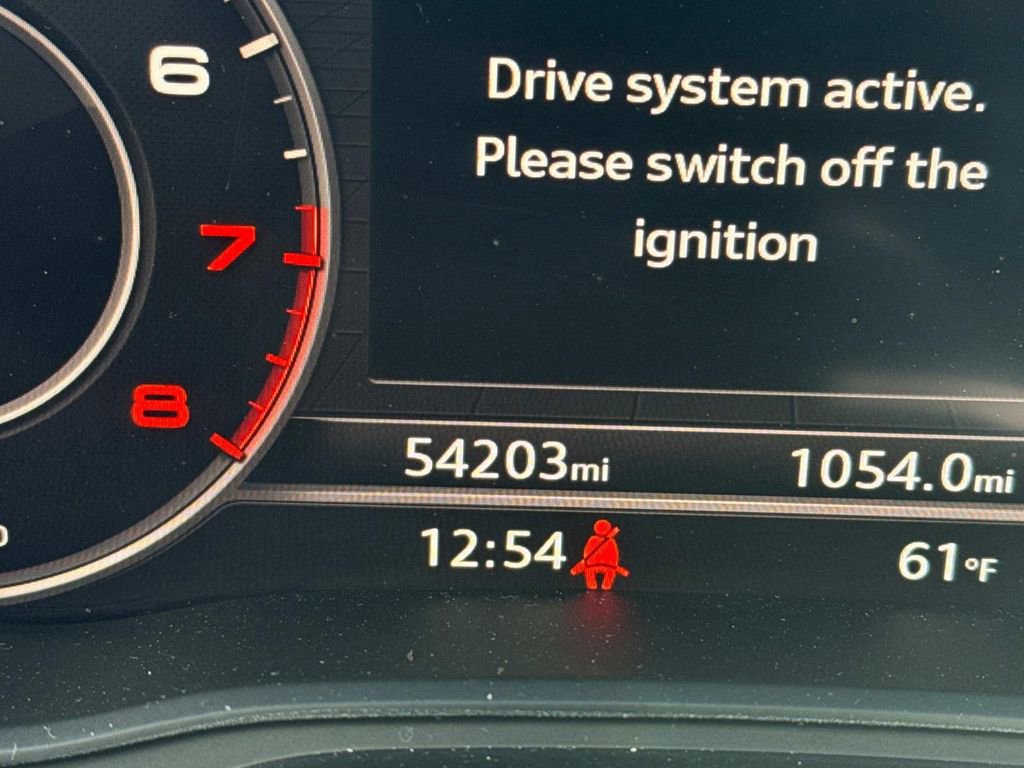 6
7
8
Drive system active.
Please switch off the
ignition
54203mi 1054.0mi
12:54 61°F